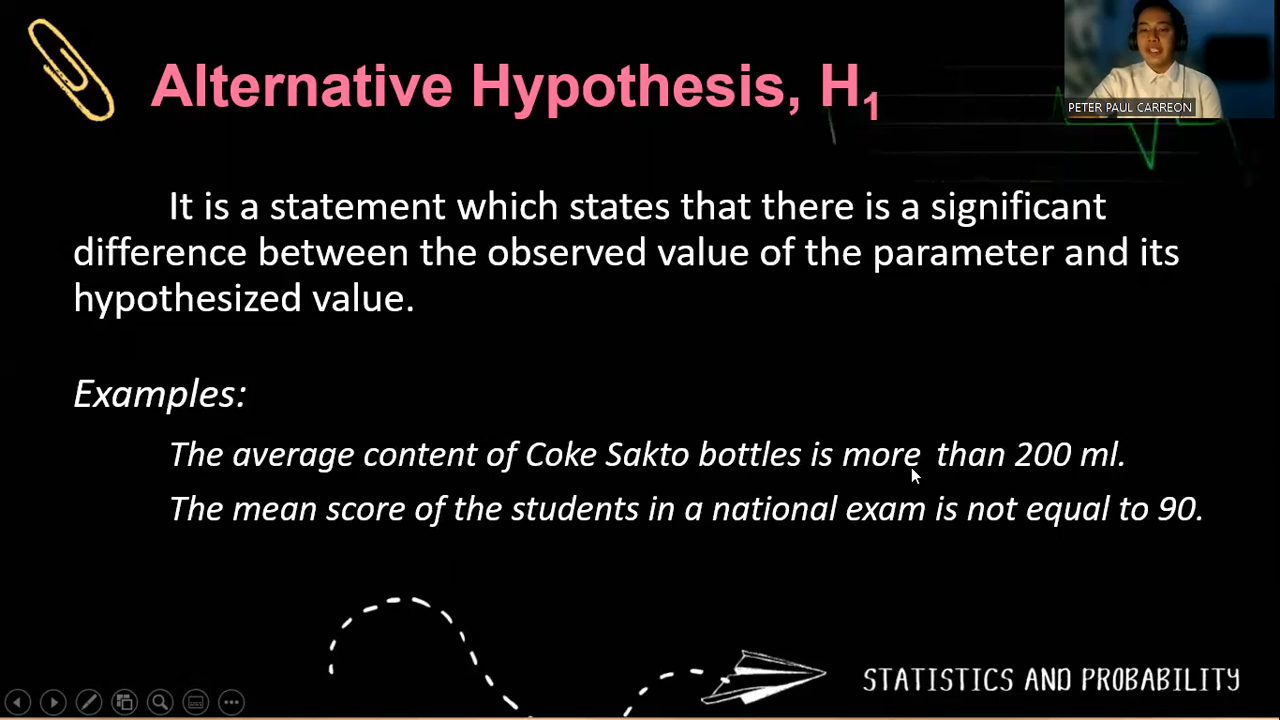 Alternative Hypothesis, H₁
PETER PAUL CARREON
It is a statement which states that there is a significant
difference between the observed value of the parameter and its
hypothesized value.
Examples:
The average content of Coke Sakto bottles is more than 200 ml.
The mean score of the students in a national exam is not equal to 90.
STATISTICS AND PROBABILITY